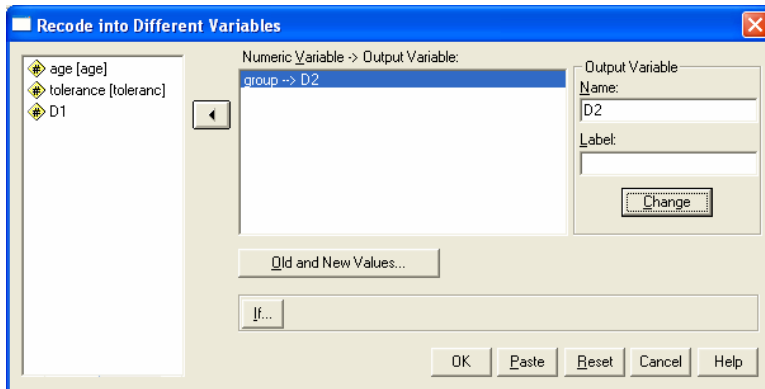 Recode into Different Variables
age [age]
tolerance [toleranc]
D1
Numeric Variable -> Output Variable:
group --> D2
Output Variable
Name:
D2
Label:
Change
Old and New Values...
If...
OK
Paste
Reset
Cancel
Help